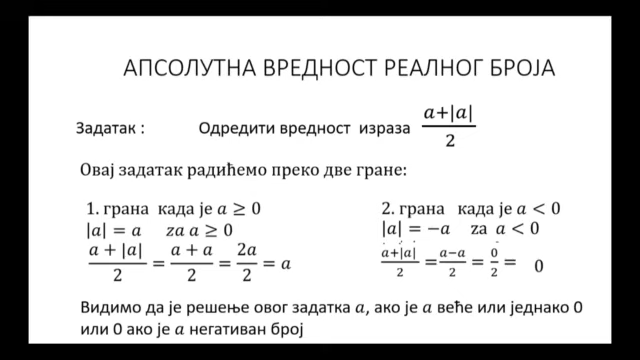 АПСОЛУТНА ВРЕДНОСТ РЕАЛНОГ БРОЈА
Задатак : Одредити вредност израза (a+|a|)/2
Овај задатак радићемо преко две гране:
1. грана када је a ≥ 0
|a| = a za a ≥ 0
(a + |a|)/2 = (a + a)/2 = 2a/2 = a
2. грана када је a < 0
|a| = −a za a < 0
(a+|a|)/2 = (a−a)/2 = 0/2 = 0
Видимо да је решење овог задатка a, ако је a веће или једнако 0
или 0 ако је a негативан број